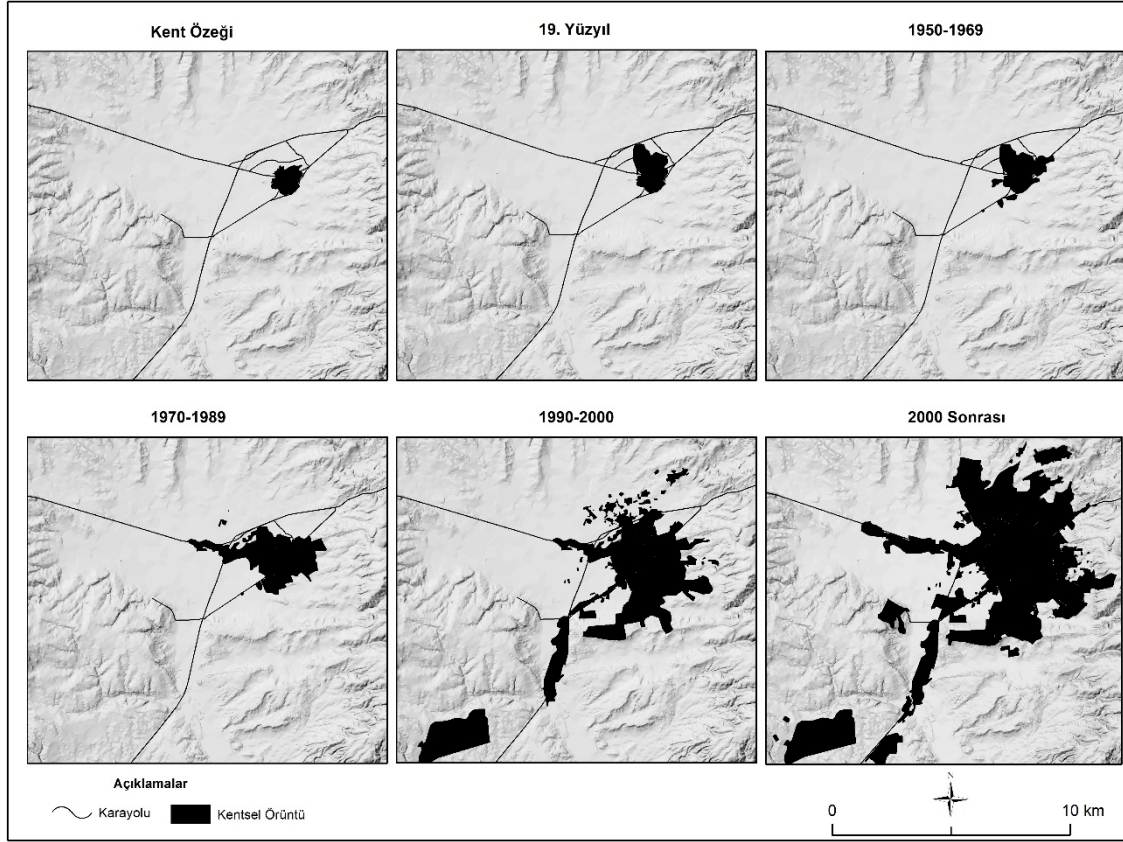 Kent Özeği
19. Yüzyıl
1950-1969
1970-1989
1990-2000
2000 Sonrası
Açıklamalar
Karayolu
Kentsel Örüntü
N
0
10 km